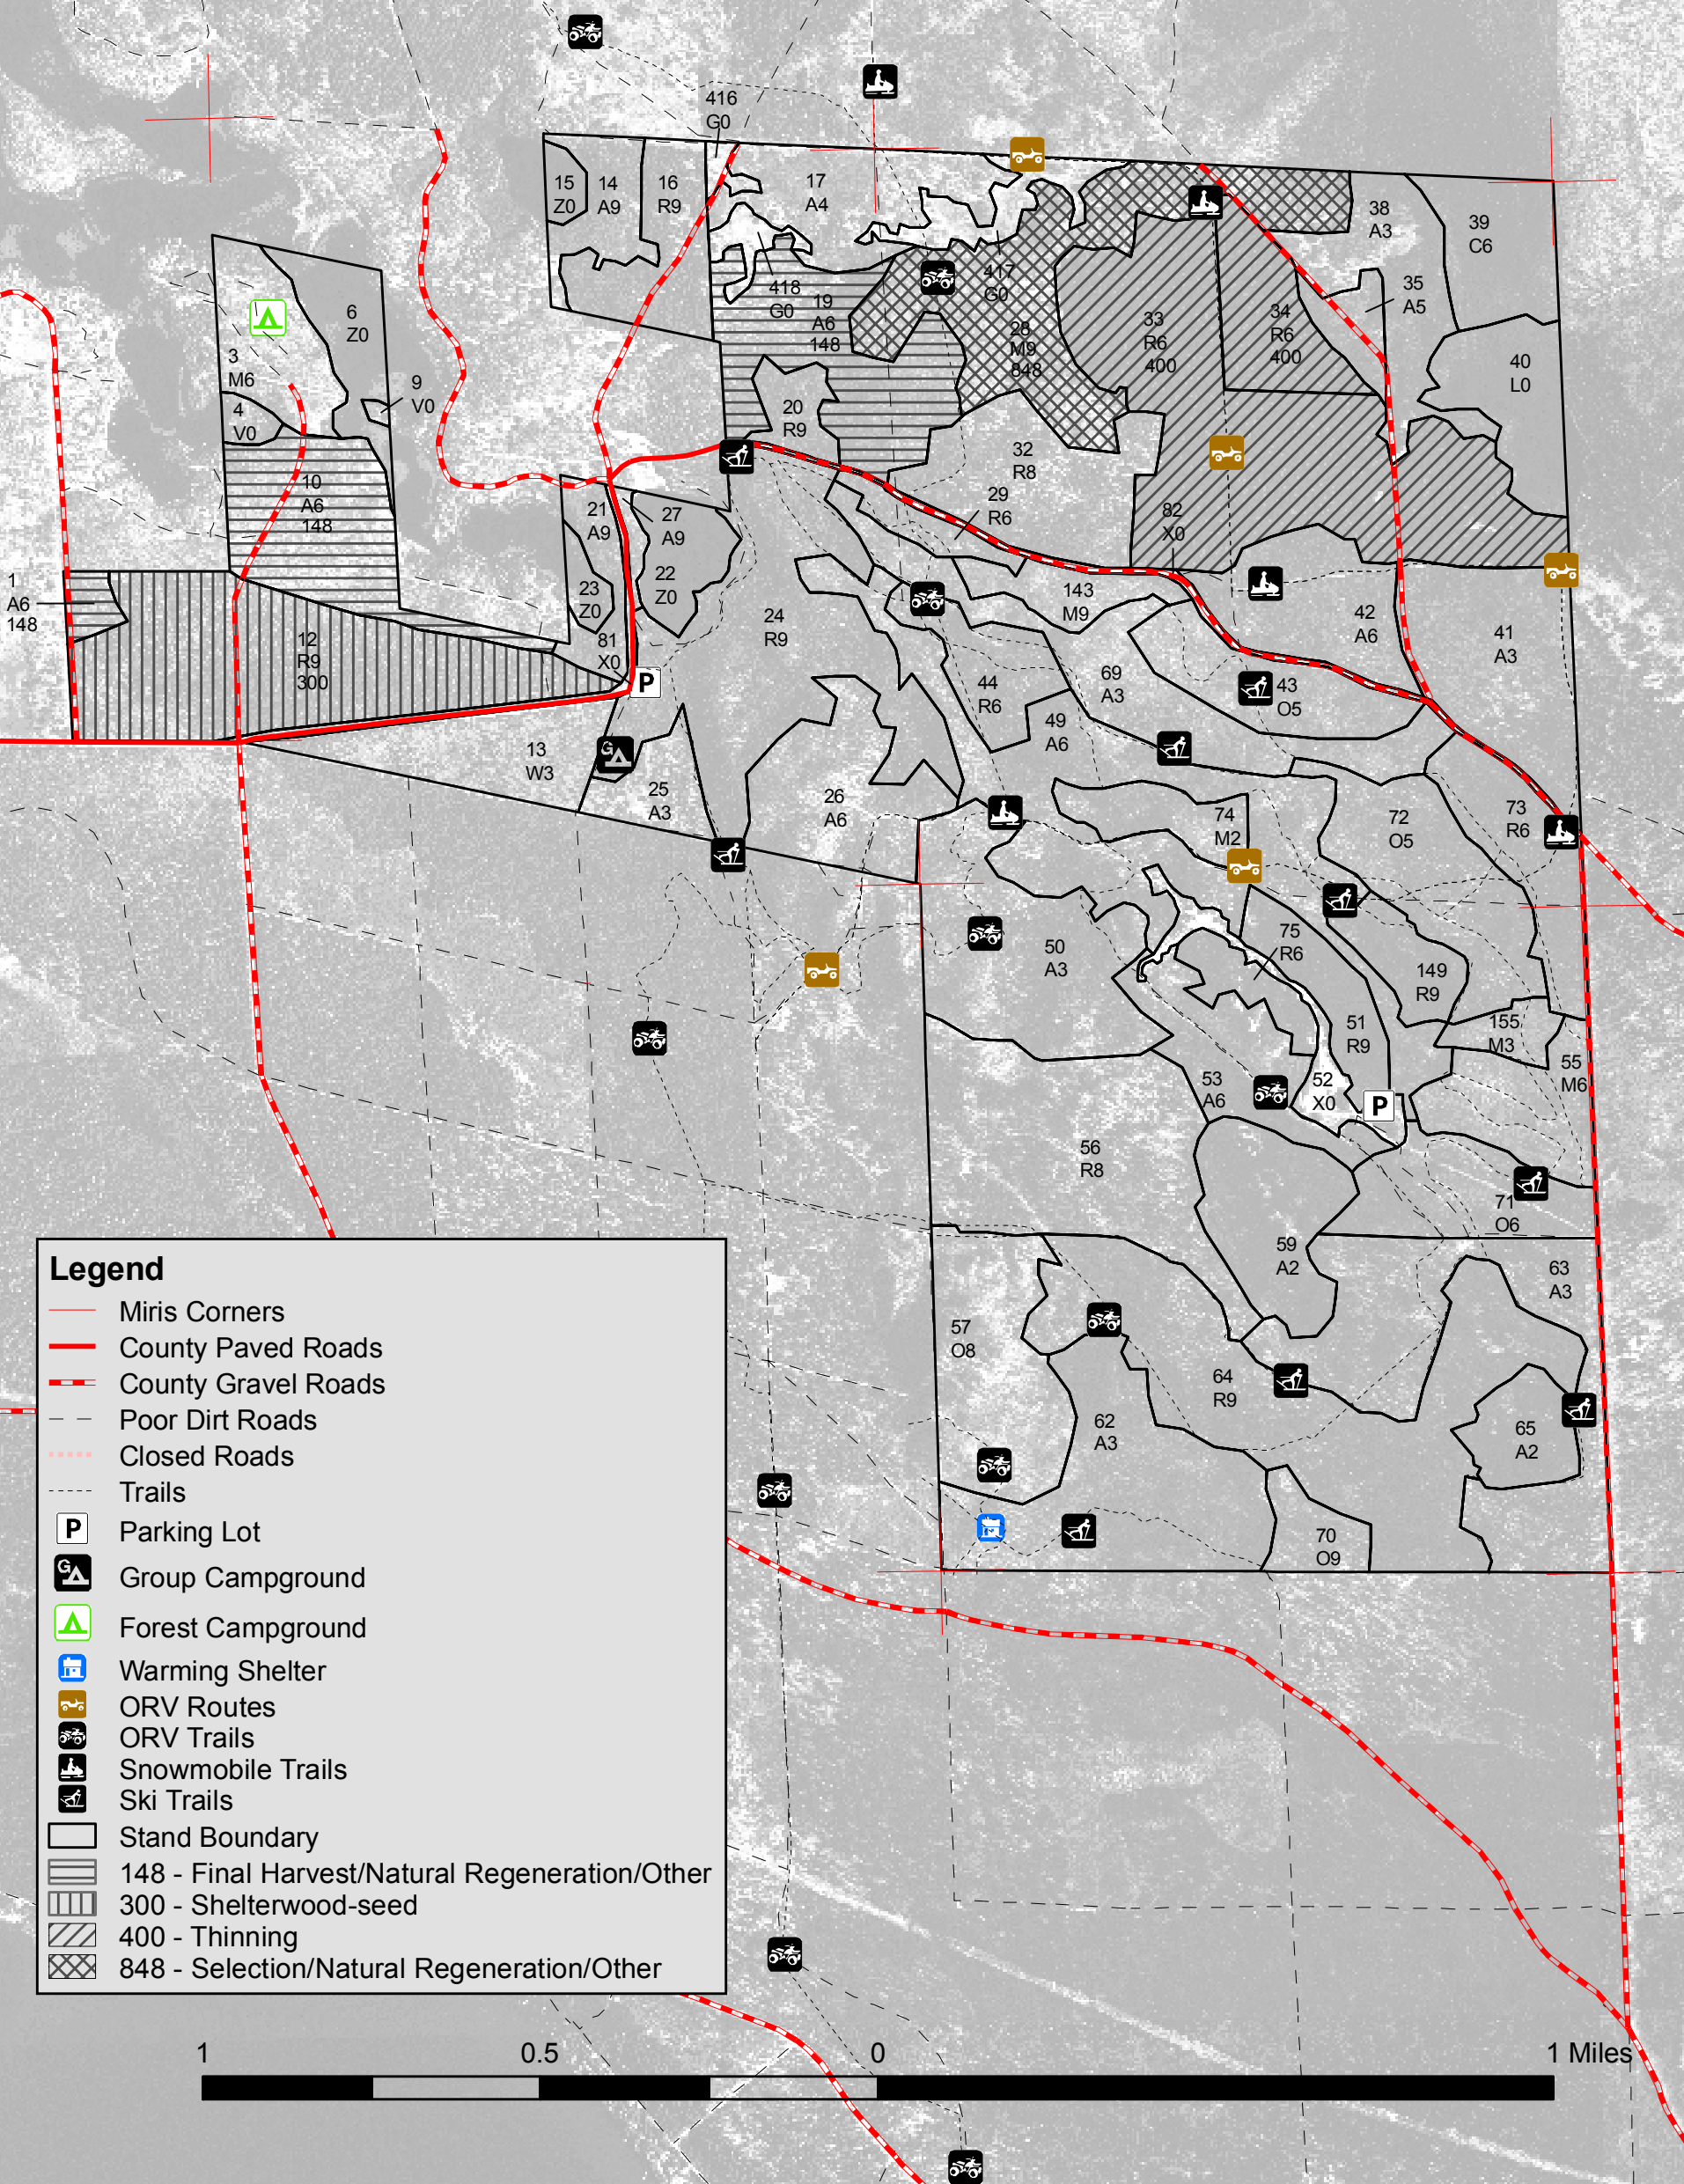 416
G0
15
Z0
14
A9
16
R9
17
A4
38
A3
39
C6
418
G0
417
G0
35
A5
19
A6
148
6
Z0
28
M9
848
33
R6
400
34
R6
400
3
M6
40
L0
9
V0
4
V0
20
R9
32
R8
10
A6
148
29
R6
21
A9
27
A9
82
X0
1
A6
148
23
Z0
22
Z0
143
M9
24
R9
42
A6
41
A3
12
R9
300
81
X0
P
44
R6
69
A3
43
O5
49
A6
13
W3
G
25
A3
26
A6
74
M2
72
O5
73
R6
50
A3
75
R6
149
R9
51
R9
155
M3
55
M6
53
A6
52
X0
P
56
R8
71
O6
59
A2
63
A3
57
O8
64
R9
62
A3
65
A2
70
O9
Legend
Miris Corners
County Paved Roads
County Gravel Roads
Poor Dirt Roads
Closed Roads
Trails
P Parking Lot
G Group Campground
Forest Campground
Warming Shelter
ORV Routes
ORV Trails
Snowmobile Trails
Ski Trails
Stand Boundary
148 - Final Harvest/Natural Regeneration/Other
300 - Shelterwood-seed
400 - Thinning
848 - Selection/Natural Regeneration/Other
1 0.5 0 1 Miles